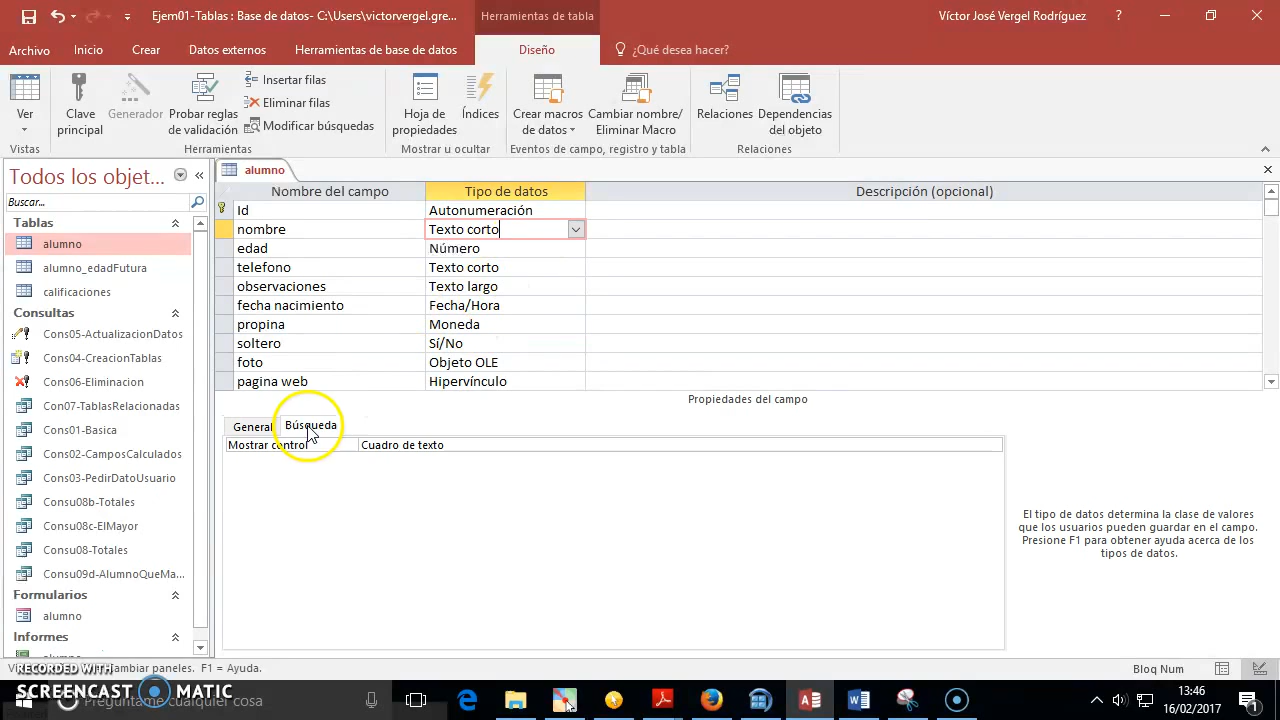 Ejem01-Tablas : Base de datos- C:\Users\victorvergel.gre...
Herramientas de tabla
Víctor José Vergel Rodríguez
?
Archivo
Inicio
Crear
Datos externos
Herramientas de base de datos
Diseño
¿Qué desea hacer?
Ver
Clave principal
Generador
Probar reglas de validación
Insertar filas
Eliminar filas
Modificar búsquedas
Hoja de propiedades
Índices
Crear macros de datos
Cambiar nombre/ Eliminar Macro
Relaciones
Dependencias del objeto
Vistas
Herramientas
Mostrar u ocultar
Eventos de campo, registro y tabla
Relaciones
Todos los objet...
Buscar...
Tablas
alumno
alumno_edadFutura
calificaciones
Consultas
Cons05-ActualizacionDatos
Cons04-CreacionTablas
Cons06-Eliminacion
Con07-TablasRelacionadas
Cons01-Basica
Cons02-CamposCalculados
Cons03-PedirDatoUsuario
Consu08b-Totales
Consu08c-ElMayor
Consu08-Totales
Consu09d-AlumnoQueMa...
Formularios
alumno
Informes
alumno
Nombre del campo
Tipo de datos
Descripción (opcional)
Id
Autonumeración
nombre
Texto corto
edad
Número
telefono
Texto corto
observaciones
Texto largo
fecha nacimiento
Fecha/Hora
propina
Moneda
soltero
Sí/No
foto
Objeto OLE
pagina web
Hipervínculo
Propiedades del campo
General
Búsqueda
Mostrar control
Cuadro de texto
El tipo de datos determina la clase de valores
que los usuarios pueden guardar en el campo.
Presione F1 para obtener ayuda acerca de los
tipos de datos.
Cambiar paneles. F1 = Ayuda.
Bloq Num
RECORDED WITH
SCREENCAST MATIC
Pregúntame cualquier cosa
13:46
16/02/2017
1